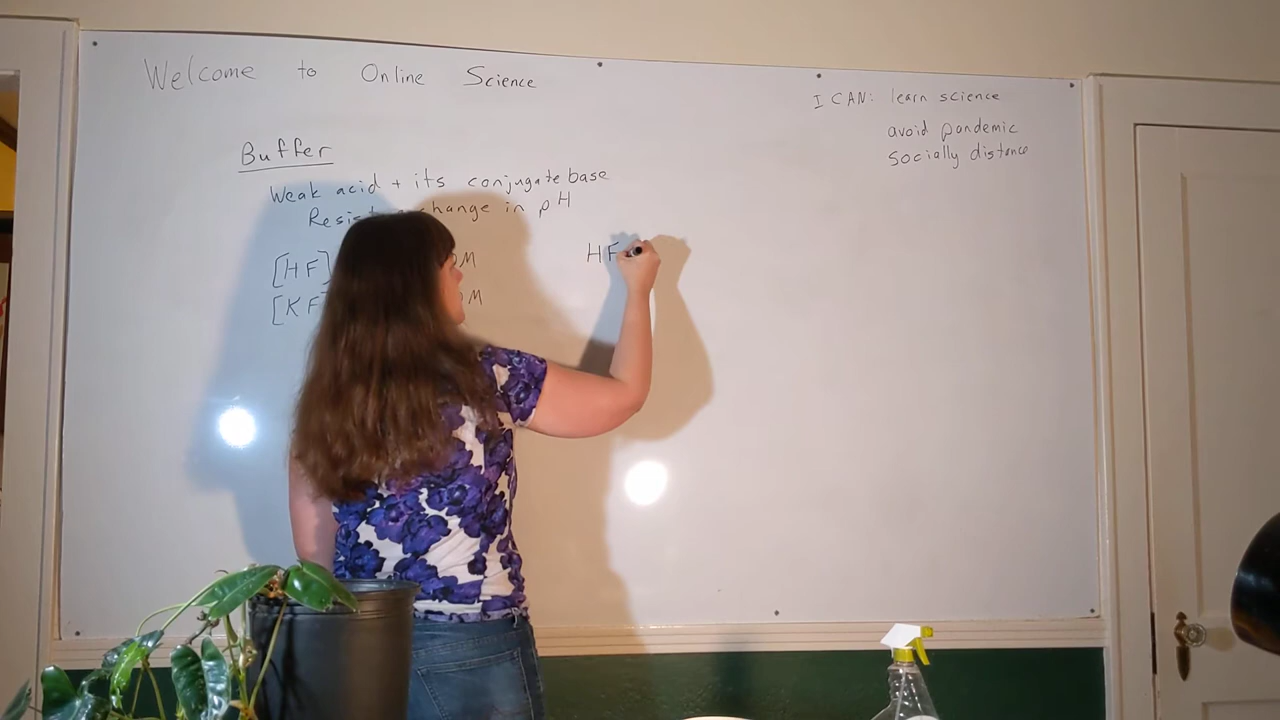 Welcome to Online Science
I CAN: learn science
avoid pandemic
socially distance
Buffer
Weak acid + its conjugate base
change in pH
[HF] M
[KF M
HF